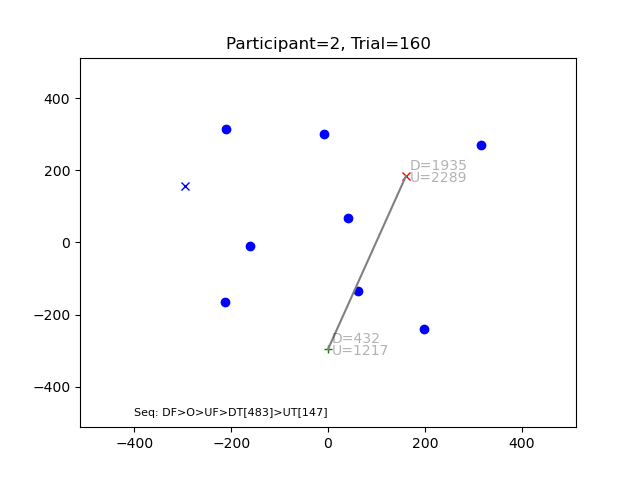 Participant=2, Trial=160
400
200
0
−200
−400
D=1935
U=2289
D=432
U=1217
Seq: DF>O>UF>DT[483]>UT[147]
−400
−200
0
200
400